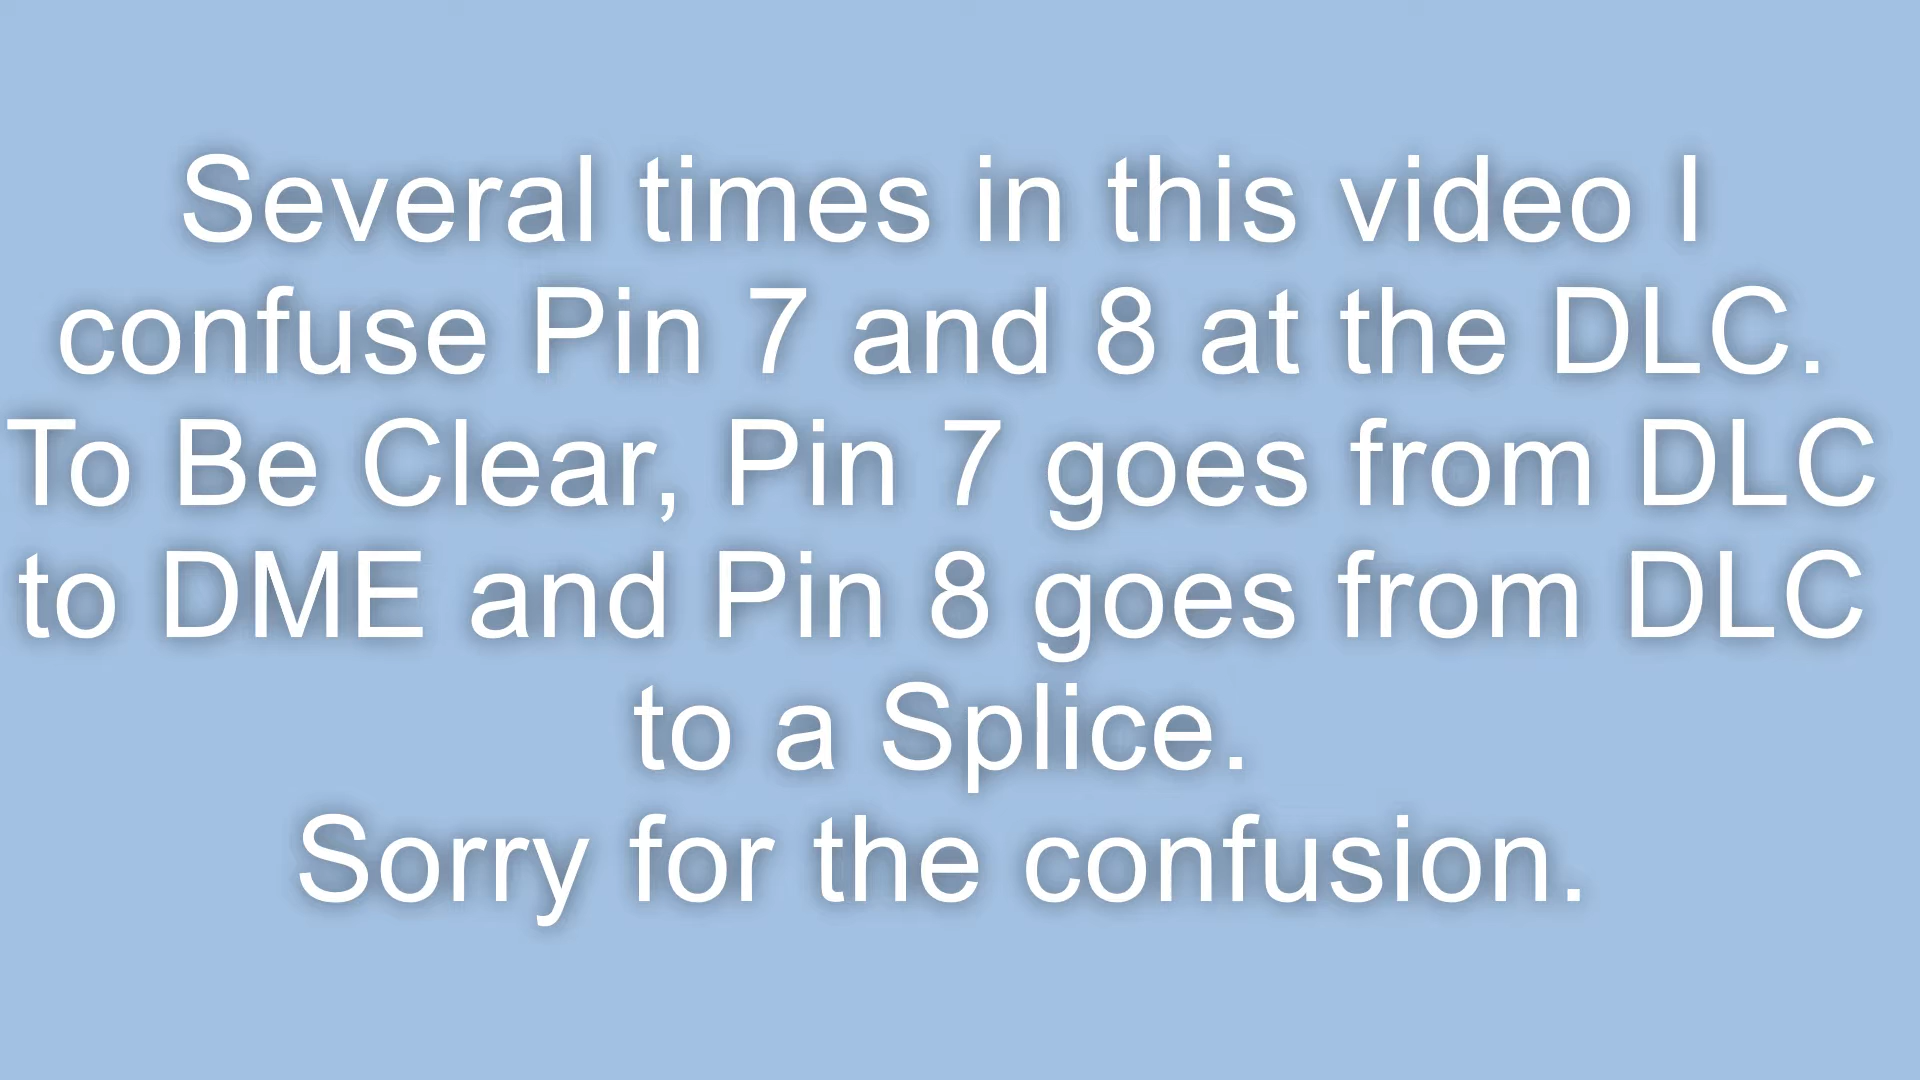 Several times in this video I
confuse Pin 7 and 8 at the DLC.
To Be Clear, Pin 7 goes from DLC
to DME and Pin 8 goes from DLC
to a Splice.
Sorry for the confusion.